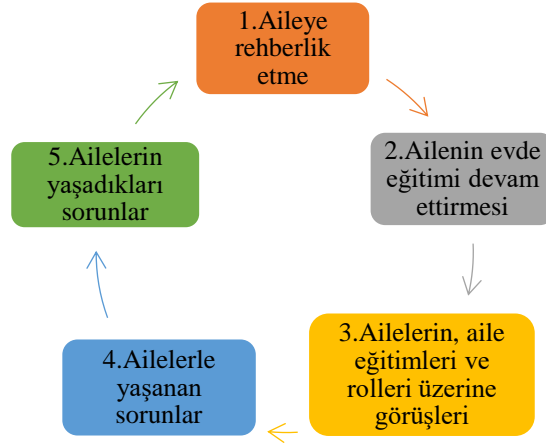 1.Aileye
rehberlik
etme
2.Ailenin evde
eğitimi devam
ettirmesi
3.Ailelerin, aile
eğitimleri ve
rolleri üzerine
görüşleri
4.Ailelerle
yaşanan
sorunlar
5.Ailelerin
yaşadıkları
sorunlar